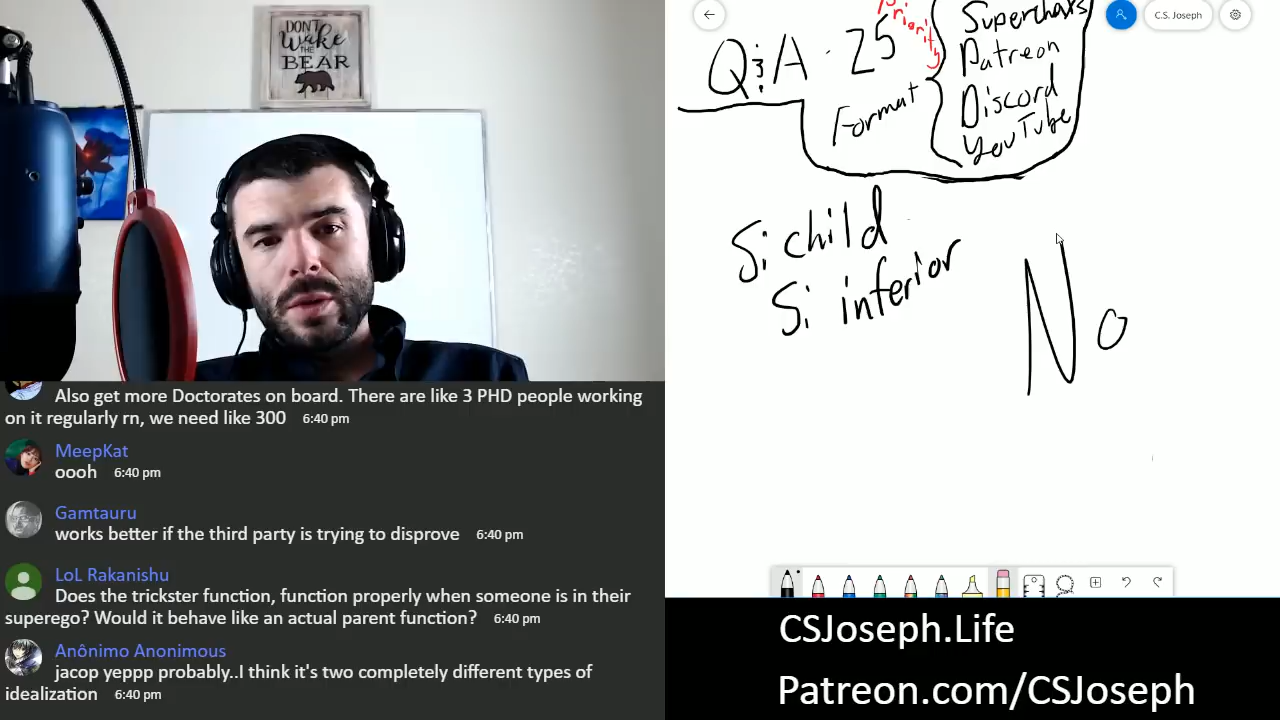 DON'T
Wake
THE
BEAR
Also get more Doctorates on board. There are like 3 PHD people working
on it regularly rn, we need like 300 6:40 pm
MeepKat
oooh 6:40 pm
Gamtauru
works better if the third party is trying to disprove 6:40 pm
LoL Rakanishu
Does the trickster function, function properly when someone is in their
superego? Would it behave like an actual parent function? 6:40 pm
Anônimo Anonimous
jacop yeppp probably..I think it's two completely different types of
idealization 6:40 pm
C.S. Joseph
Q&A - 25
Priority
Format
Superchats
Patreon
Discord
YouTube
Si child
Si inferior
No
CSJoseph.Life
Patreon.com/CSJoseph